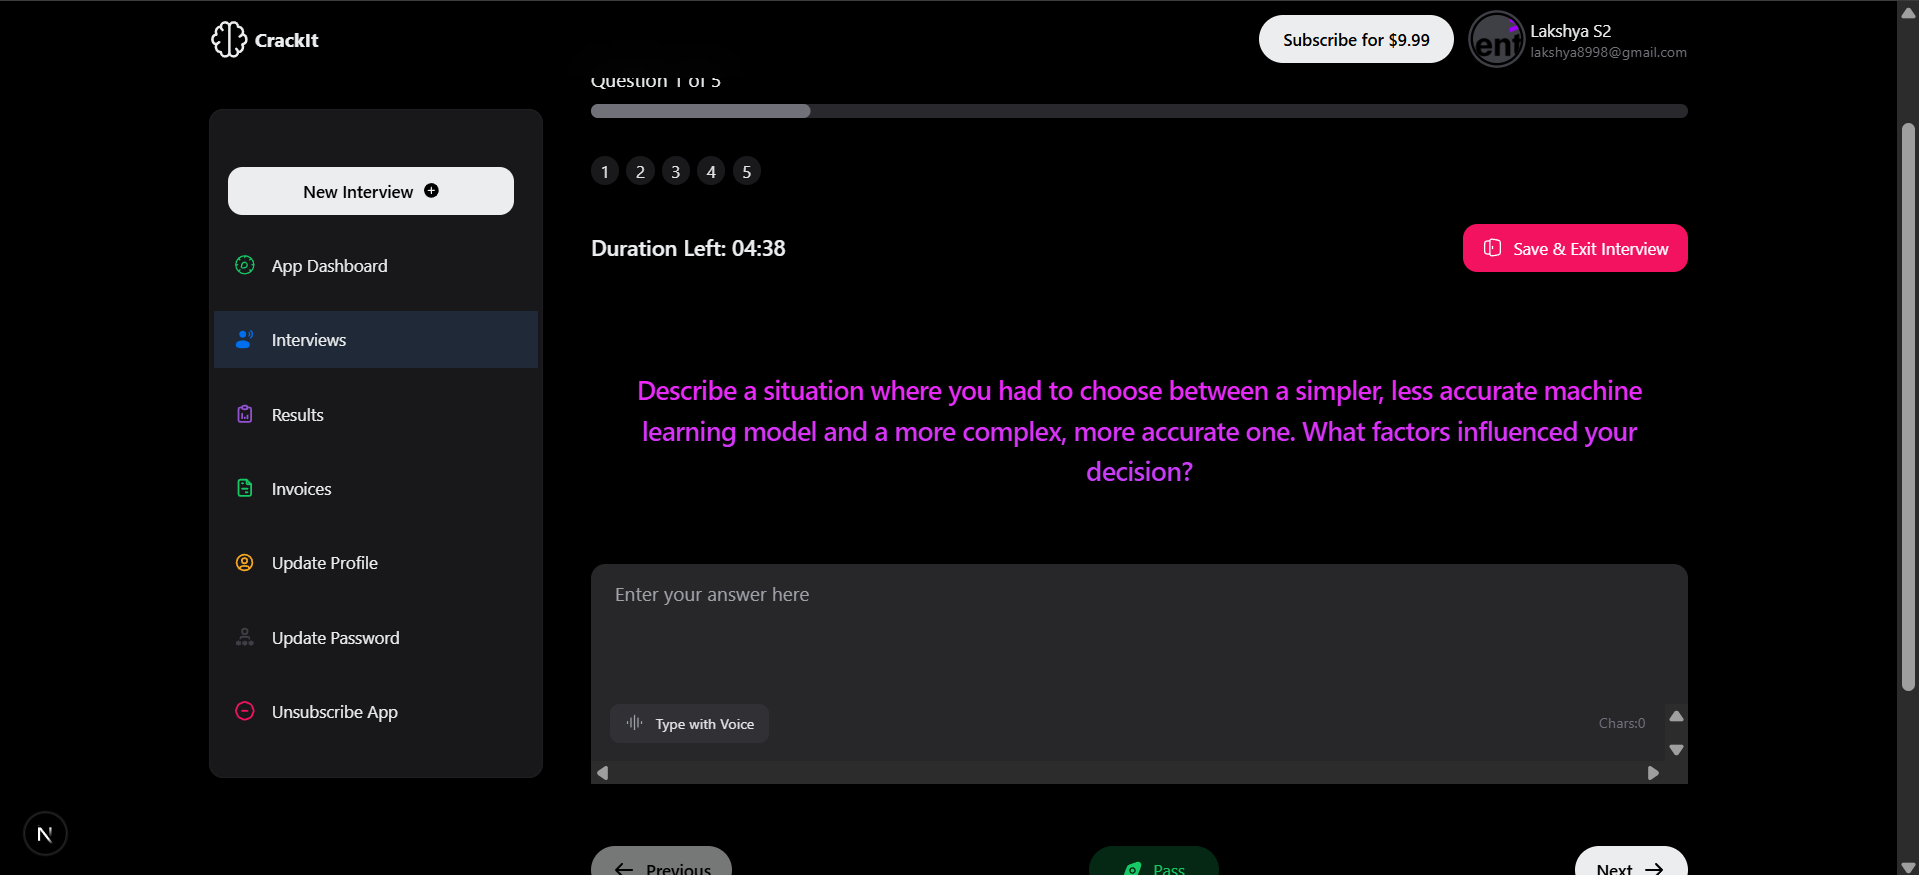 CrackIt
Subscribe for $9.99
Lakshya S2
lakshya8998@gmail.com
New Interview
App Dashboard
Interviews
Results
Invoices
Update Profile
Update Password
Unsubscribe App
Question 1 of 5
1 2 3 4 5
Duration Left: 04:38
Save & Exit Interview
Describe a situation where you had to choose between a simpler, less accurate machine
learning model and a more complex, more accurate one. What factors influenced your
decision?
Enter your answer here
Type with Voice
Chars:0
Previous
Pass
Next
N